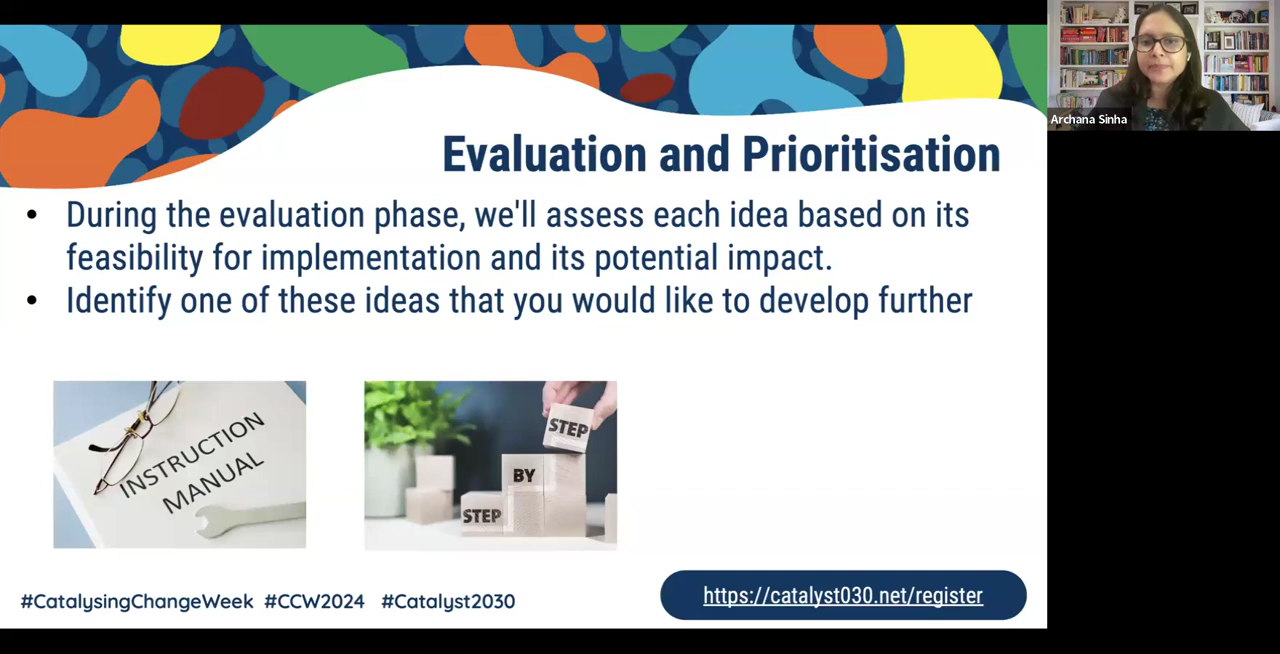 Archana Sinha
Evaluation and Prioritisation
• During the evaluation phase, we'll assess each idea based on its
feasibility for implementation and its potential impact.
• Identify one of these ideas that you would like to develop further
INSTRUCTION
MANUAL
STEP
BY
STEP
#CatalysingChangeWeek #CCW2024 #Catalyst2030
https://catalyst030.net/register